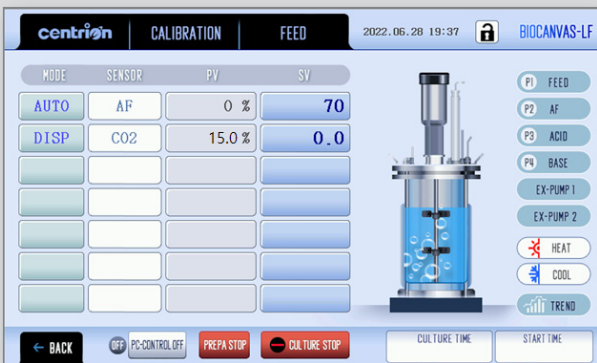 centrion CALIBRATION FEED 2022.06.28 19:37 BIOCANVAS-LF
MODE SENSOR PV SV
AUTO AF 0 % 70
DISP CO2 15.0 % 0.0
P1 FEED
P2 AF
P3 ACID
P4 BASE
EX-PUMP 1
EX-PUMP 2
HEAT
COOL
TREND
← BACK OFF PC-CONTROL OFF PREPA STOP CULTURE STOP CULTURE TIME START TIME